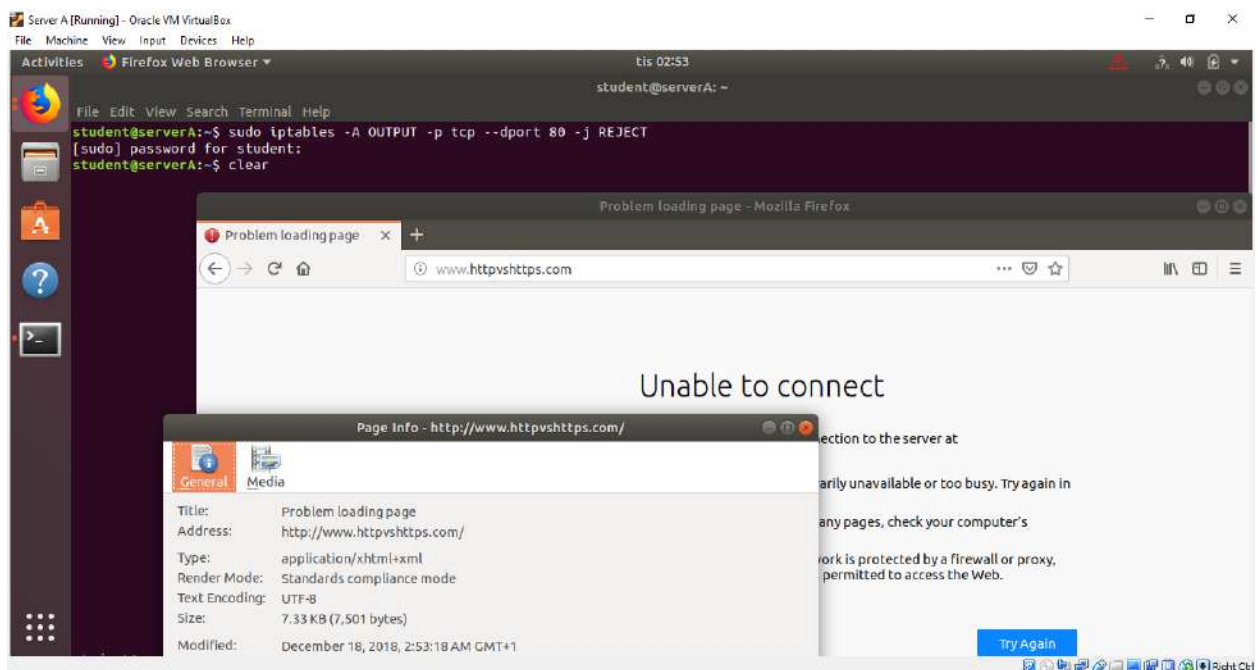 Server A [Running] - Oracle VM VirtualBox
File Machine View Input Devices Help
Activities Firefox Web Browser tis 02:53
student@serverA: ~
File Edit View Search Terminal Help
student@serverA:~$ sudo iptables -A OUTPUT -p tcp --dport 80 -j REJECT
[sudo] password for student:
student@serverA:~$ clear
Problem loading page - Mozilla Firefox
Problem loading page
www.httpvshttps.com
Unable to connect
Page Info - http://www.httpvshttps.com/
ection to the server at
General Media
arily unavailable or too busy. Try again in
Title: Problem loading page
Address: http://www.httpvshttps.com/
any pages, check your computer's
Type: application/xhtml+xml
work is protected by a firewall or proxy,
Render Mode: Standards compliance mode
permitted to access the Web.
Text Encoding: UTF-8
Size: 7.33 KB (7,501 bytes)
Modified: December 18, 2018, 2:53:18 AM GMT+1
Try Again
Right Ctrl